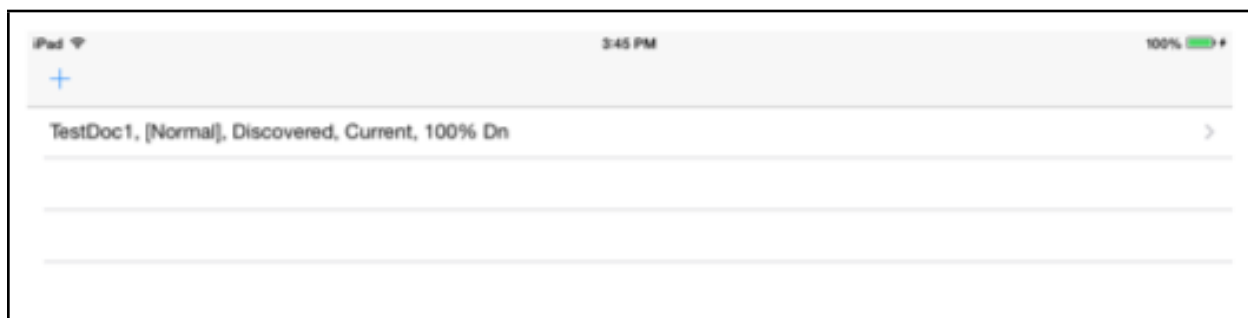 iPad 3:45 PM 100%
+
TestDoc1, [Normal], Discovered, Current, 100% Dn